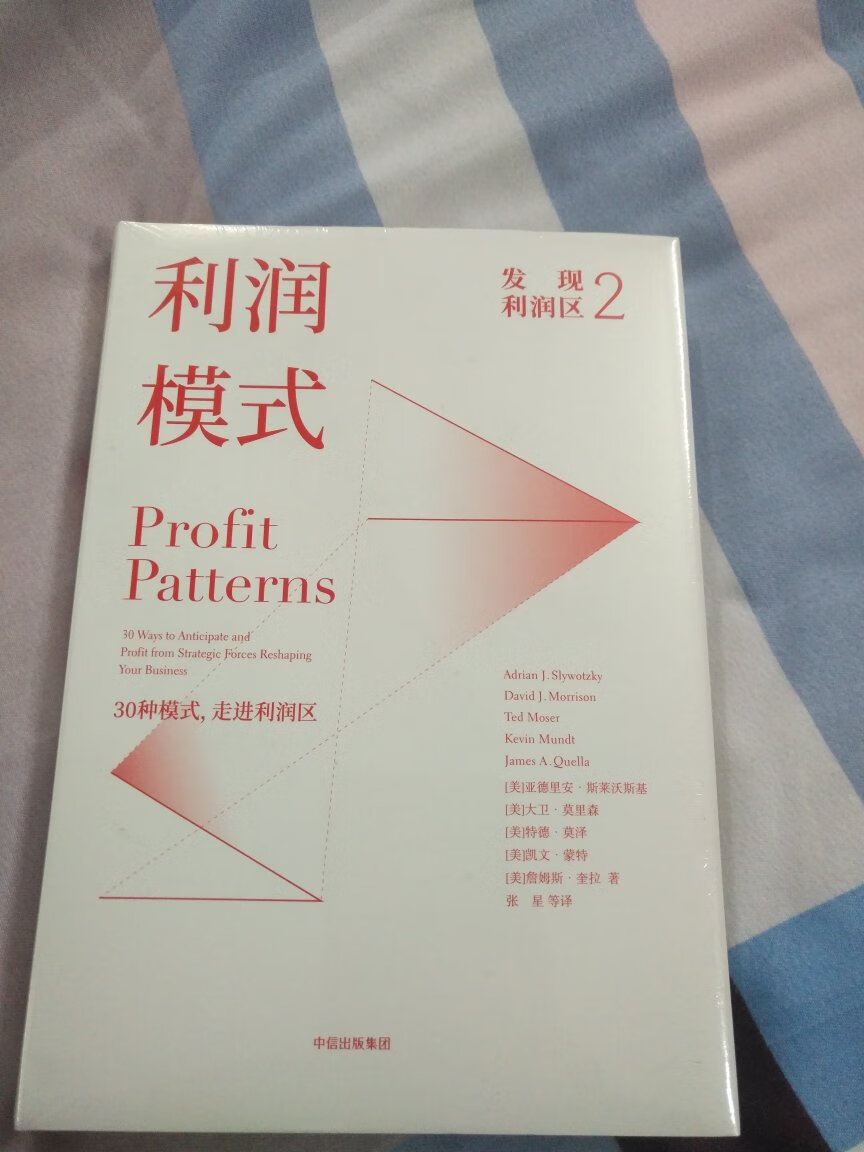 利润
模式
发 现
利润区 2
Profit
Patterns
30 Ways to Anticipate and
Profit from Strategic Forces Reshaping
Your Business
30种模式, 走进利润区
Adrian J. Slywotzky
David J. Morrison
Ted Moser
Kevin Mundt
James A. Quella
[美]亚德里安·斯莱沃斯基
[美]大卫·莫里森
[美]特德·莫泽
[美]凯文·蒙特
[美]詹姆斯·奎拉 著
张 星 等译
中信出版集团